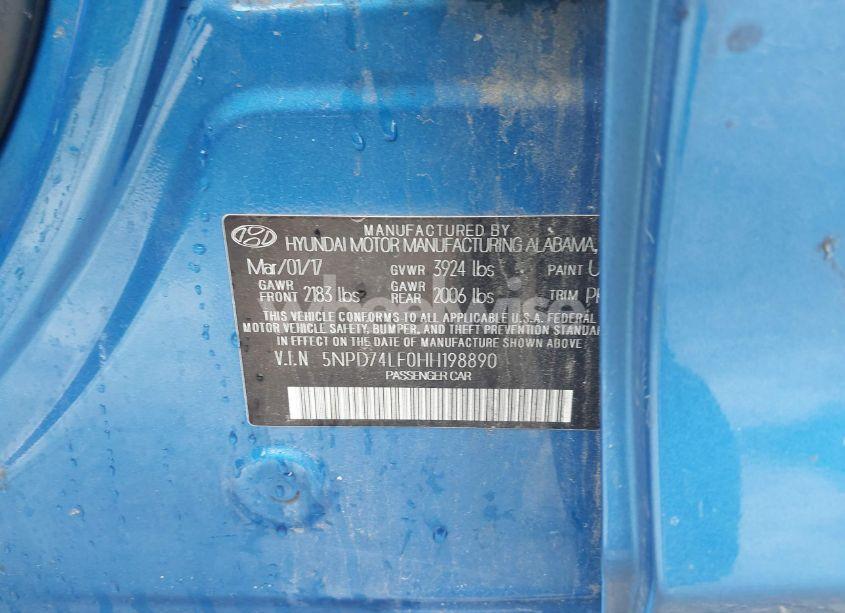 MANUFACTURED BY
HYUNDAI MOTOR MANUFACTURING ALABAMA,
Mar/01/17 GVWR 3924 lbs PAINT U
GAWR FRONT 2183 lbs GAWR REAR 2006 lbs TRIM
THIS VEHICLE CONFORMS TO ALL APPLICABLE U.S.A. FEDERAL
MOTOR VEHICLE SAFETY, BUMPER, AND THEFT PREVENTION STANDA
IN EFFECT ON THE DATE OF MANUFACTURE SHOWN ABOVE.
V.I.N 5NPD74LF0HH198890
PASSENGER CAR